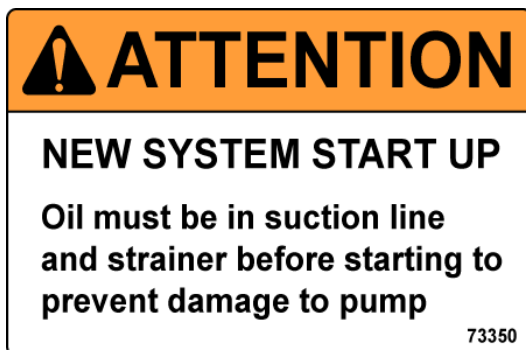 ATTENTION
NEW SYSTEM START UP
Oil must be in suction line
and strainer before starting to
prevent damage to pump
73350